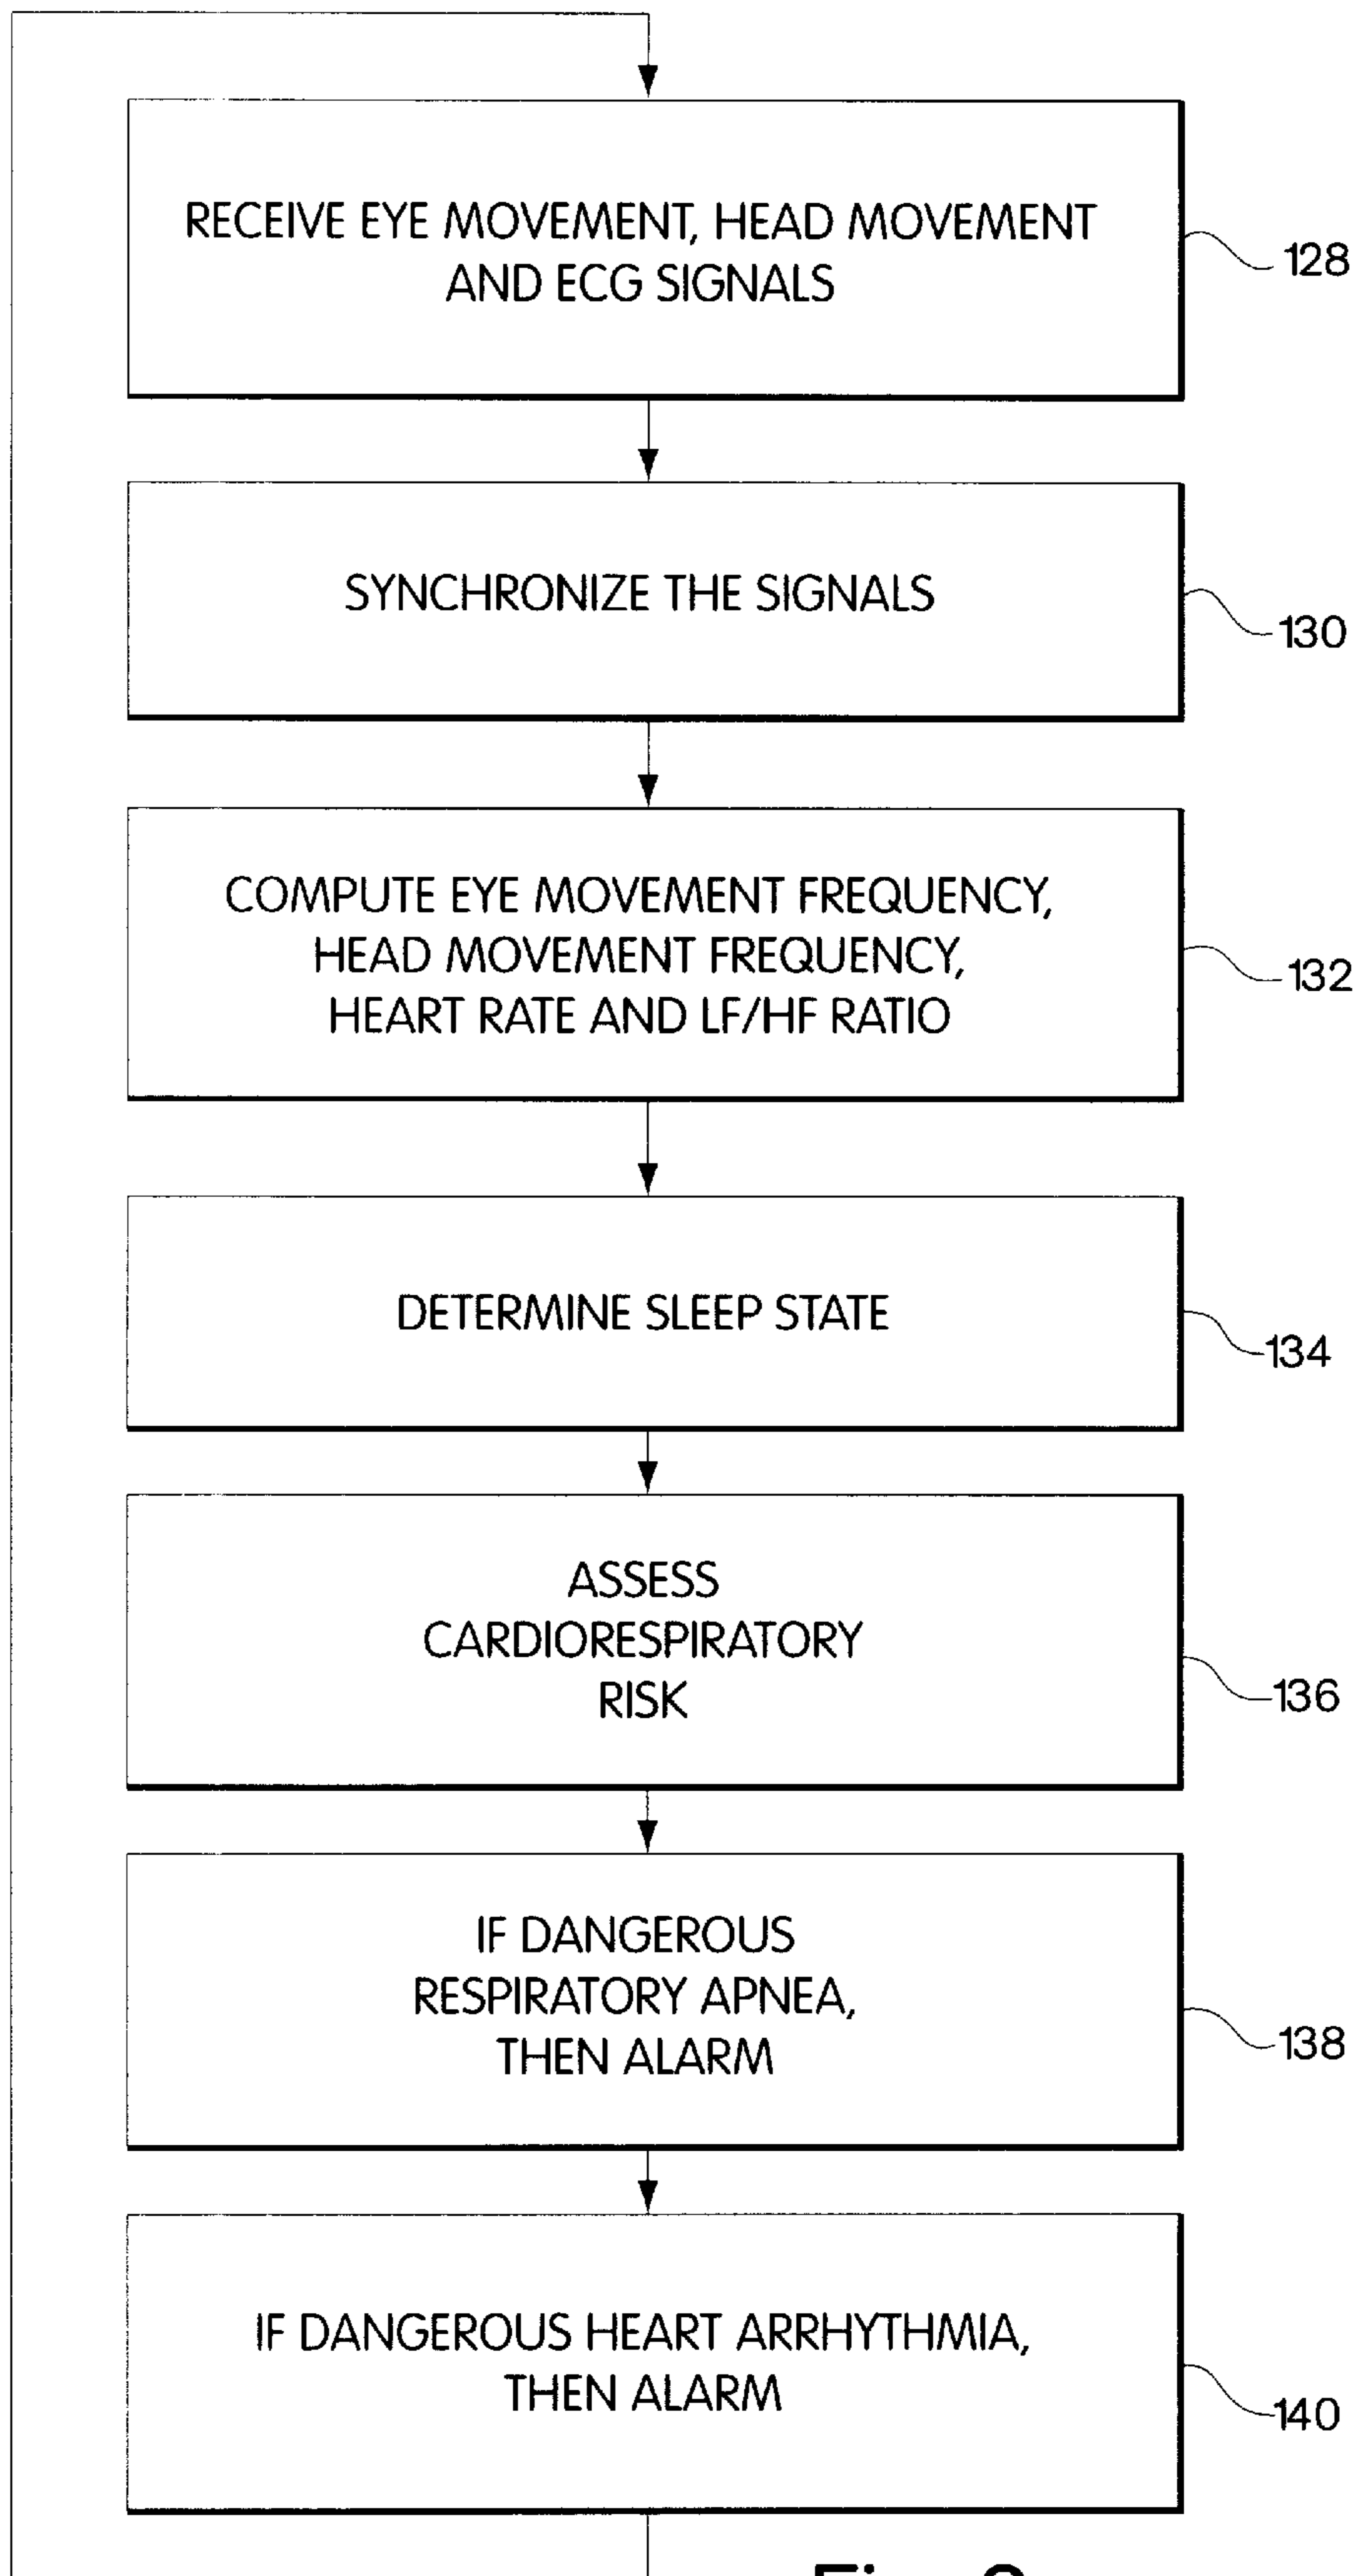 RECEIVE EYE MOVEMENT, HEAD MOVEMENT
AND ECG SIGNALS
128
SYNCHRONIZE THE SIGNALS
130
COMPUTE EYE MOVEMENT FREQUENCY,
HEAD MOVEMENT FREQUENCY,
HEART RATE AND LF/HF RATIO
132
DETERMINE SLEEP STATE
134
ASSESS
CARDIORESPIRATORY
RISK
136
IF DANGEROUS
RESPIRATORY APNEA,
THEN ALARM
138
IF DANGEROUS HEART ARRHYTHMIA,
THEN ALARM
140